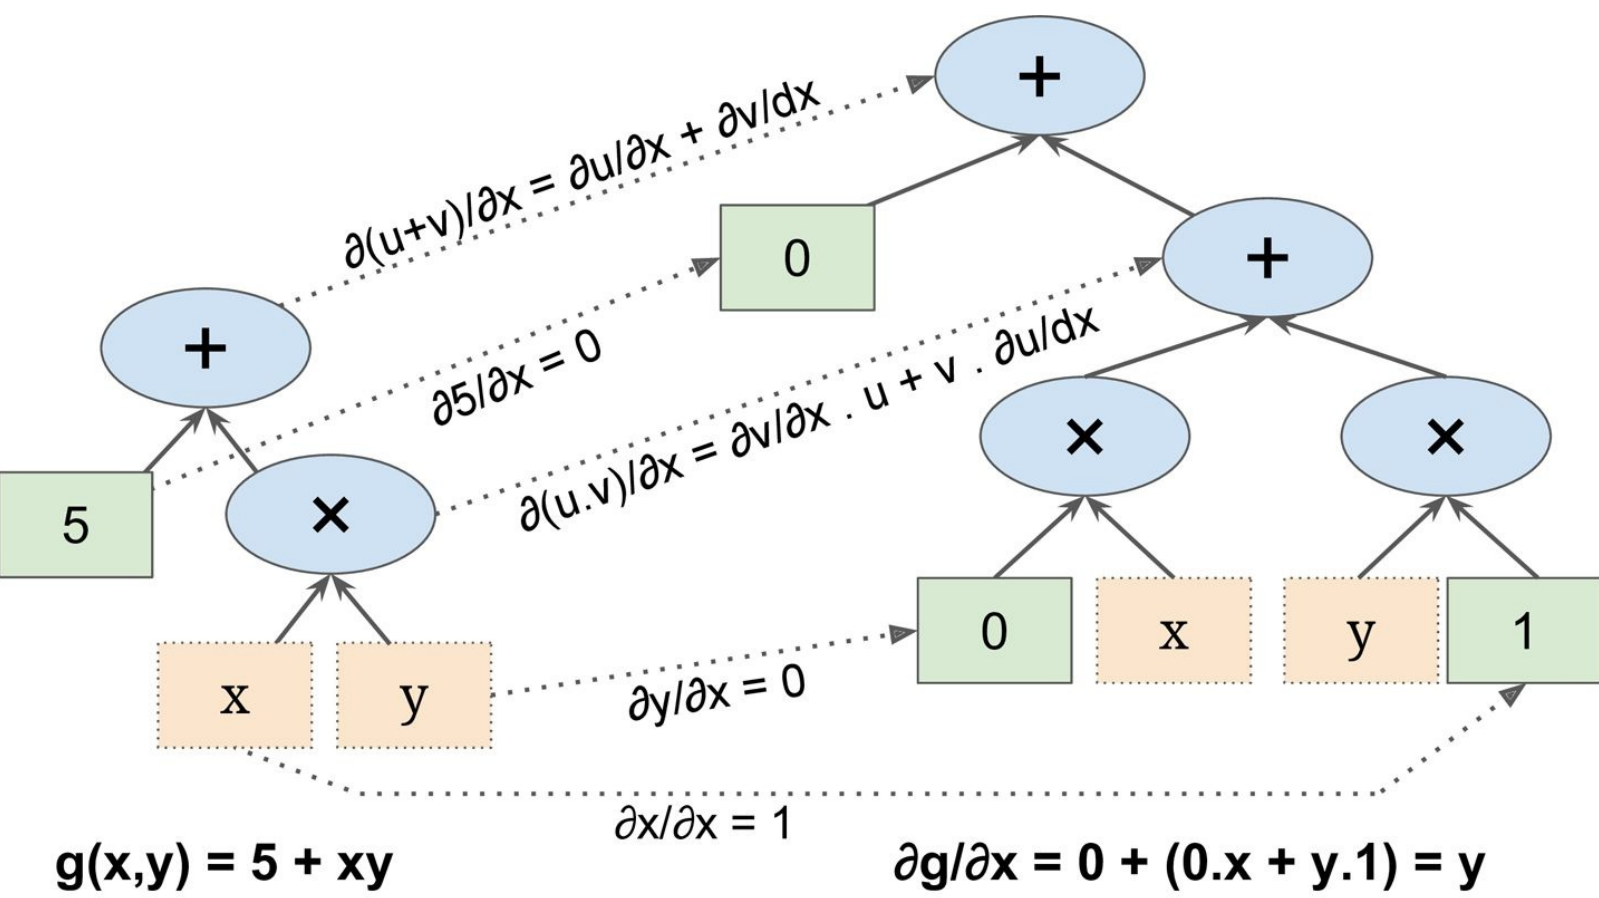 +
∂(u+v)/∂x = ∂u/∂x + ∂v/dx
0
+
+
∂5/∂x = 0
∂(u.v)/∂x = ∂v/∂x . u + v . ∂u/dx
×
×
5
×
0
x
y
1
x
y
∂y/∂x = 0
∂x/∂x = 1
g(x,y) = 5 + xy
∂g/∂x = 0 + (0.x + y.1) = y